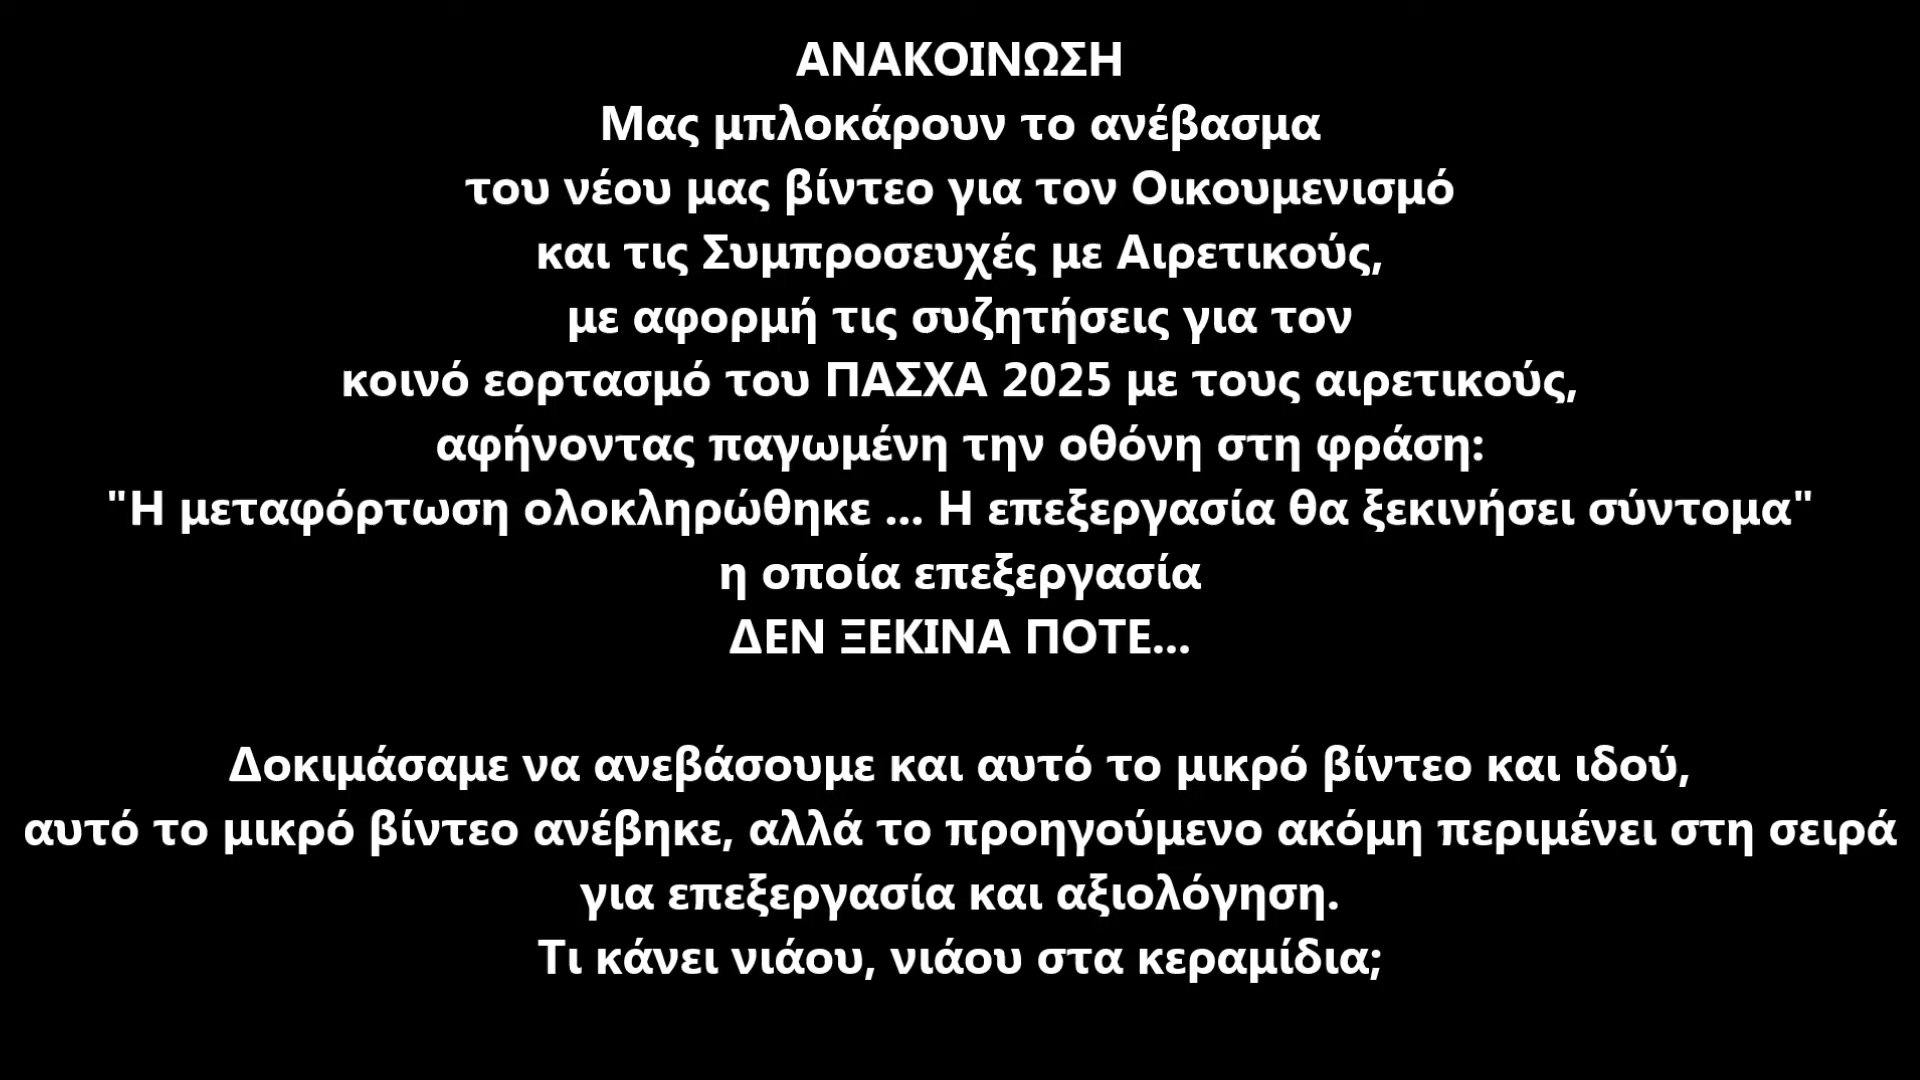 ΑΝΑΚΟΙΝΩΣΗ
Μας μπλοκάρουν το ανέβασμα
του νέου μας βίντεο για τον Οικουμενισμό
και τις Συμπροσευχές με Αιρετικούς,
με αφορμή τις συζητήσεις για τον
κοινό εορτασμό του ΠΑΣΧΑ 2025 με τους αιρετικούς,
αφήνοντας παγωμένη την οθόνη στη φράση:
"Η μεταφόρτωση ολοκληρώθηκε ... Η επεξεργασία θα ξεκινήσει σύντομα"
η οποία επεξεργασία
ΔΕΝ ΞΕΚΙΝΑ ΠΟΤΕ...
Δοκιμάσαμε να ανεβάσουμε και αυτό το μικρό βίντεο και ιδού,
αυτό το μικρό βίντεο ανέβηκε, αλλά το προηγούμενο ακόμη περιμένει στη σειρά
για επεξεργασία και αξιολόγηση.
Τι κάνει νιάου, νιάου στα κεραμίδια;